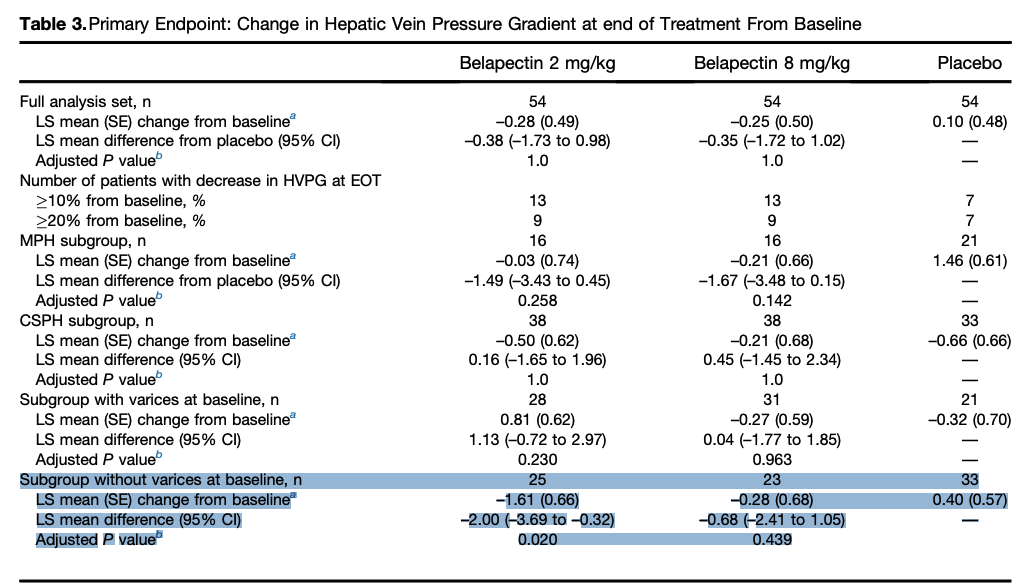 Table 3. Primary Endpoint: Change in Hepatic Vein Pressure Gradient at end of Treatment From Baseline
Belapectin 2 mg/kg Belapectin 8 mg/kg Placebo
Full analysis set, n 54 54 54
LS mean (SE) change from baselineᵃ –0.28 (0.49) –0.25 (0.50) 0.10 (0.48)
LS mean difference from placebo (95% CI) –0.38 (–1.73 to 0.98) –0.35 (–1.72 to 1.02) —
Adjusted P valueᵇ 1.0 1.0 —
Number of patients with decrease in HVPG at EOT
≥10% from baseline, % 13 13 7
≥20% from baseline, % 9 9 7
MPH subgroup, n 16 16 21
LS mean (SE) change from baselineᵃ –0.03 (0.74) –0.21 (0.66) 1.46 (0.61)
LS mean difference from placebo (95% CI) –1.49 (–3.43 to 0.45) –1.67 (–3.48 to 0.15) —
Adjusted P valueᵇ 0.258 0.142 —
CSPH subgroup, n 38 38 33
LS mean (SE) change from baselineᵃ –0.50 (0.62) –0.21 (0.68) –0.66 (0.66)
LS mean difference (95% CI) 0.16 (–1.65 to 1.96) 0.45 (–1.45 to 2.34) —
Adjusted P valueᵇ 1.0 1.0 —
Subgroup with varices at baseline, n 28 31 21
LS mean (SE) change from baselineᵃ 0.81 (0.62) –0.27 (0.59) –0.32 (0.70)
LS mean difference (95% CI) 1.13 (–0.72 to 2.97) 0.04 (–1.77 to 1.85) —
Adjusted P valueᵇ 0.230 0.963 —
Subgroup without varices at baseline, n 25 23 33
LS mean (SE) change from baselineᵃ –1.61 (0.66) –0.28 (0.68) 0.40 (0.57)
LS mean difference (95% CI) –2.00 (–3.69 to –0.32) –0.68 (–2.41 to 1.05) —
Adjusted P valueᵇ 0.020 0.439